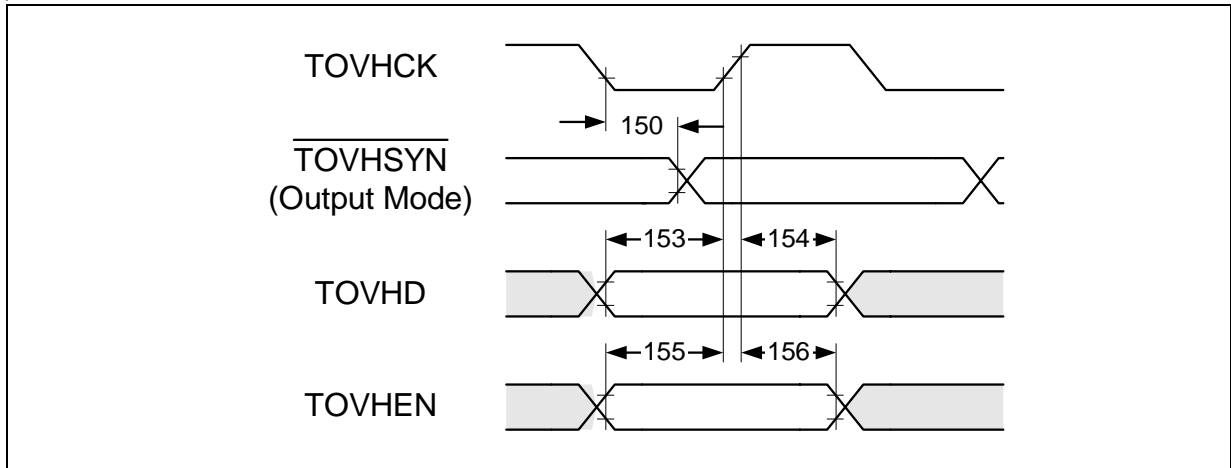 TOVHCK
150
TOVHSYN
(Output Mode)
153 154
TOVHD
155 156
TOVHEN